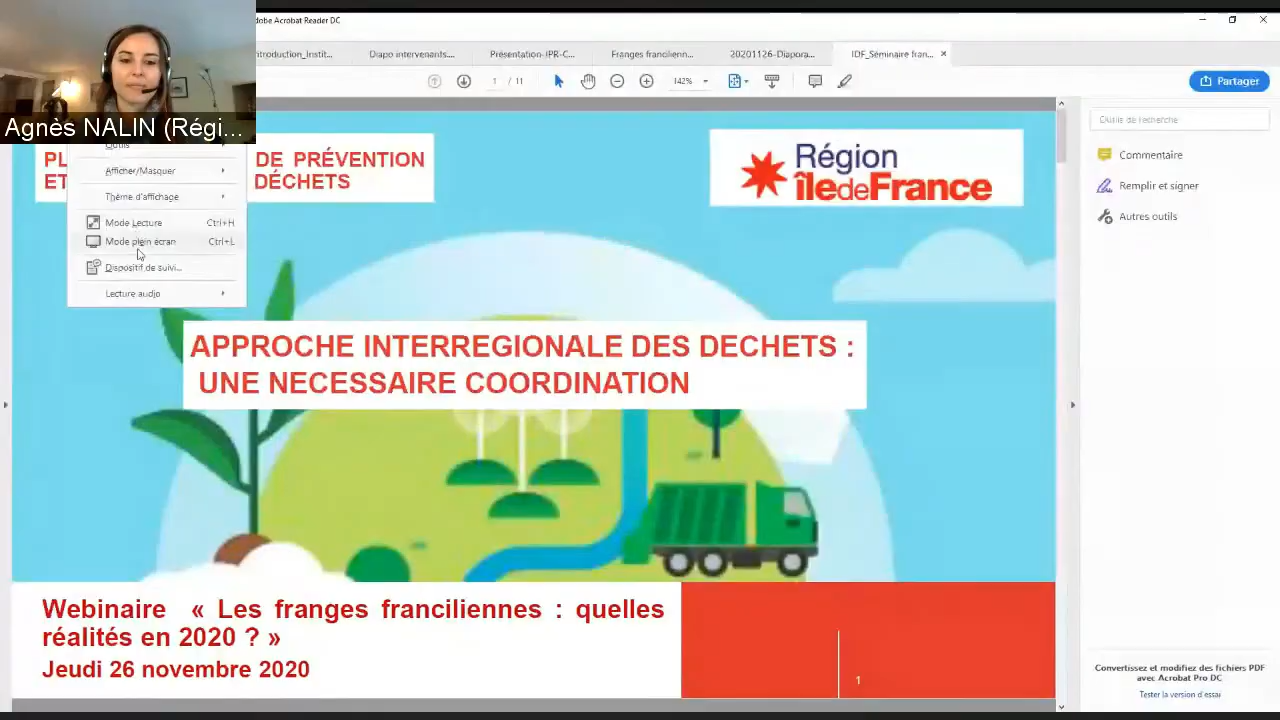 dobe Acrobat Reader DC
ntroduction_Instit...
Diapo intervenants...
Présentation-IPR-C...
Franges francilienn...
20201126-Diapora...
IDF_Séminaire fran...
1 / 11
142%
Partager
Agnès NALIN (Régi...
PL
DE PRÉVENTION
ET
DÉCHETS
Région
îledeFrance
Outils
Afficher/Masquer
Thème d'affichage
Mode Lecture Ctrl+H
Mode plein écran Ctrl+L
Dispositif de suivi...
Lecture audio
Outils de recherche
Commentaire
Remplir et signer
Autres outils
APPROCHE INTERREGIONALE DES DECHETS :
UNE NECESSAIRE COORDINATION
Webinaire « Les franges franciliennes : quelles
réalités en 2020 ? »
Jeudi 26 novembre 2020
1
Convertissez et modifiez des fichiers PDF
avec Acrobat Pro DC
Tester la version d'essai